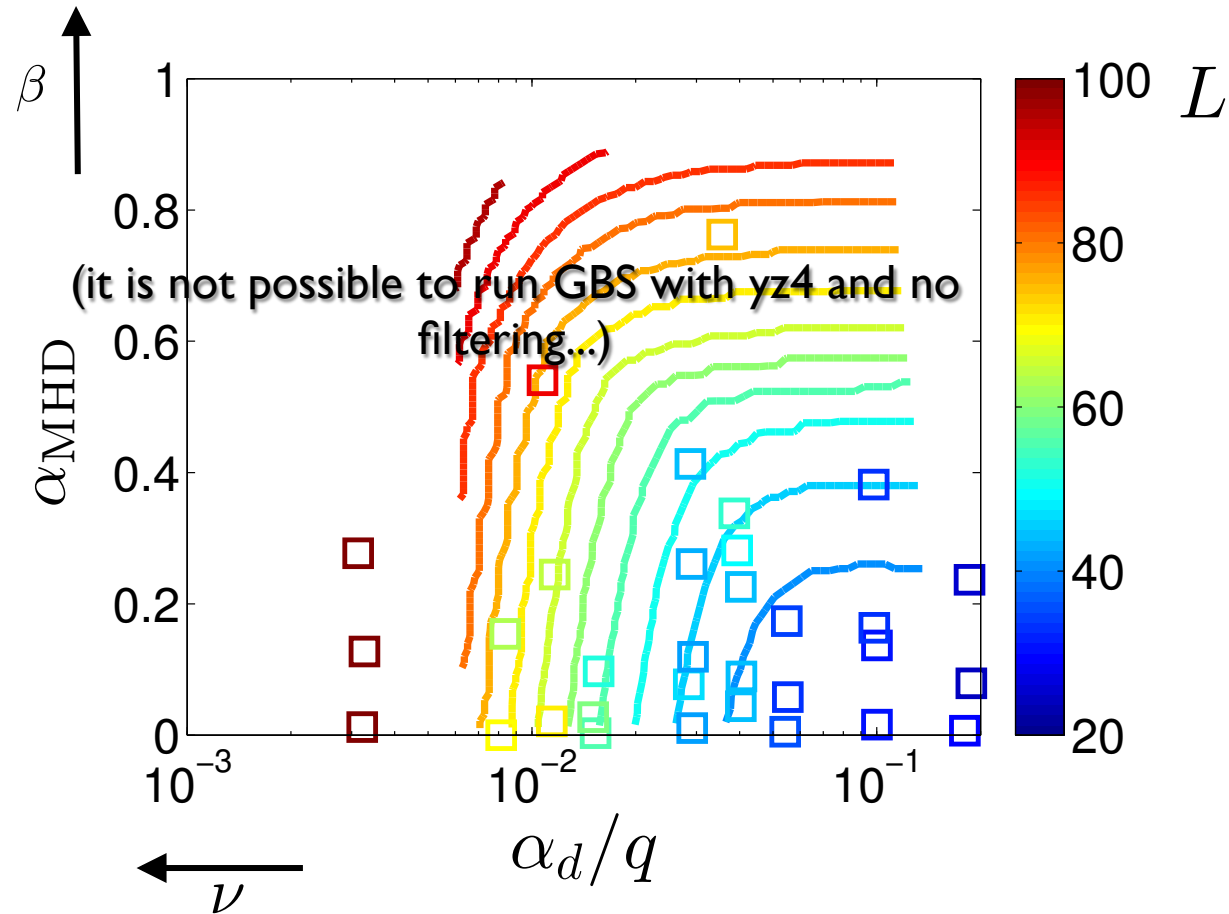 β
1
0.8
0.6
0.4
0.2
0
α_MHD
(it is not possible to run GBS with yz4 and no
filtering...)
10⁻³ 10⁻² 10⁻¹
α_d/q
ν
100
80
60
40
20
L